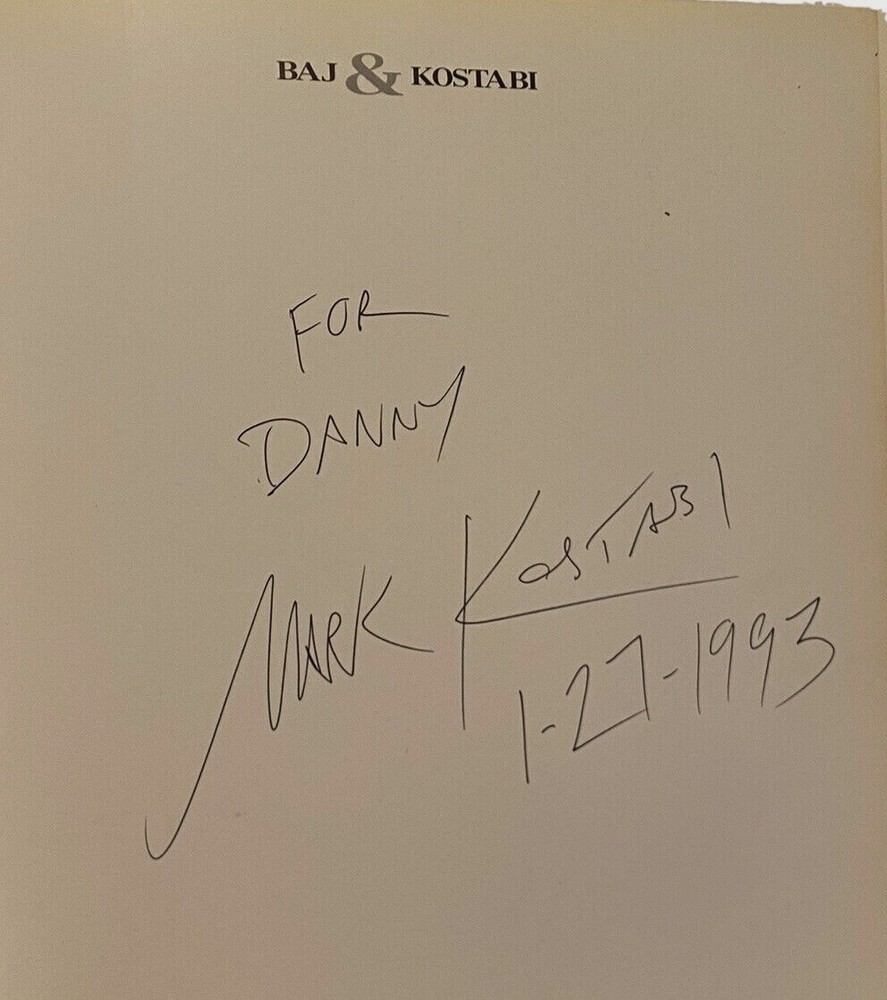 BAJ & KOSTABI
FOR
DANNY
MARK KOSTABI
1-27-1993